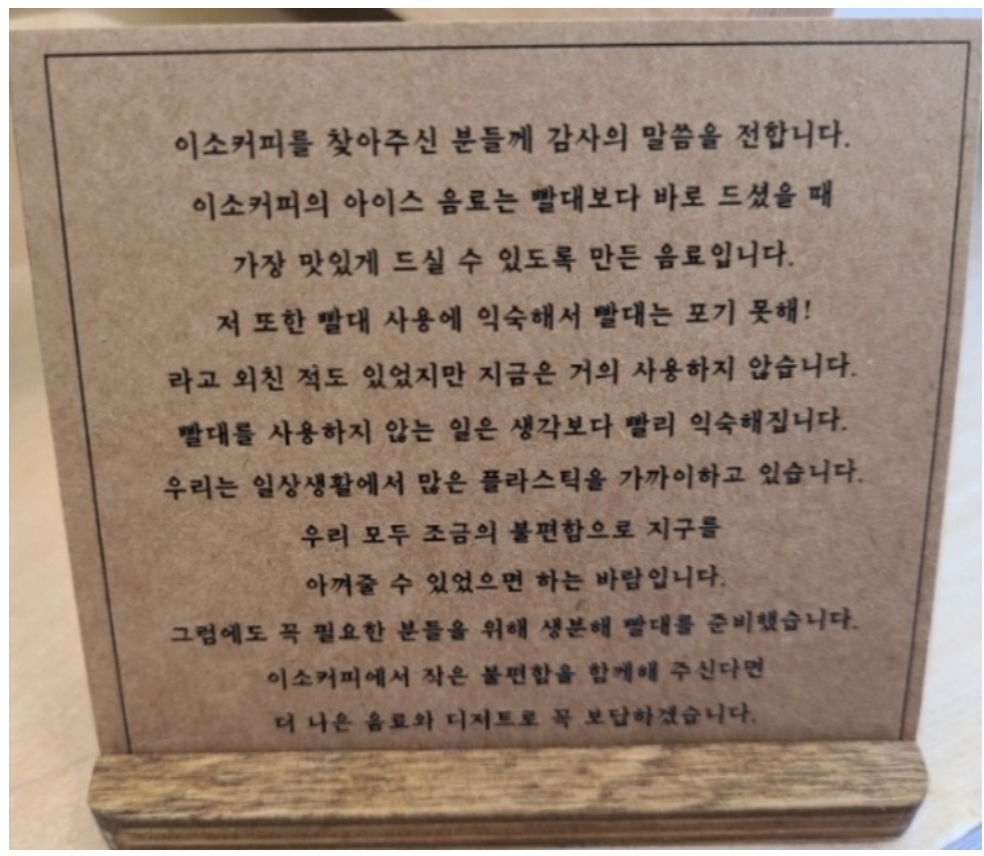 이소커피를 찾아주신 분들께 감사의 말씀을 전합니다.
이소커피의 아이스 음료는 빨대보다 바로 드셨을 때
가장 맛있게 드실 수 있도록 만든 음료입니다.
저 또한 빨대 사용에 익숙해서 빨대는 포기 못해!
라고 외친 적도 있었지만 지금은 거의 사용하지 않습니다.
빨대를 사용하지 않는 일은 생각보다 빨리 익숙해집니다.
우리는 일상생활에서 많은 플라스틱을 가까이하고 있습니다.
우리 모두 조금의 불편함으로 지구를
아껴줄 수 있었으면 하는 바람입니다.
그럼에도 꼭 필요한 분들을 위해 생분해 빨대를 준비했습니다.
이소커피에서 작은 불편함을 함께해 주신다면
더 나은 음료와 디저트로 꼭 보답하겠습니다.